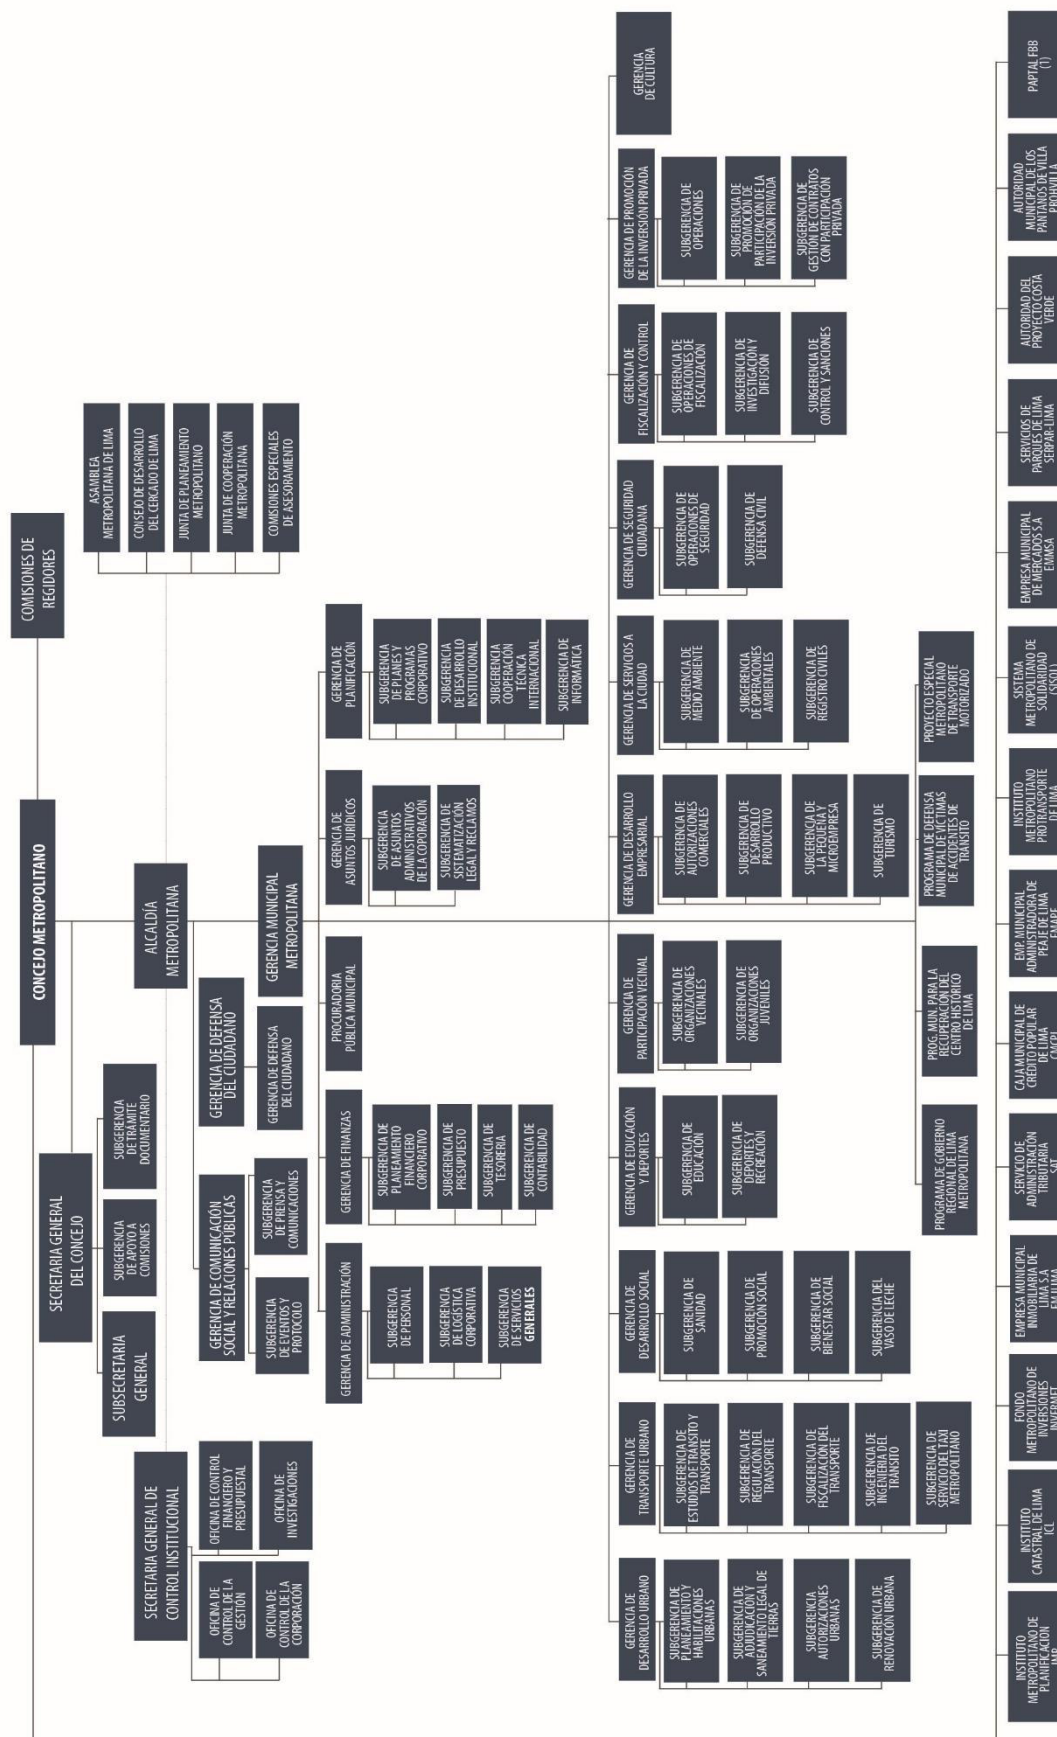 CONCEJO METROPOLITANO
COMISIONES DE
REGIDORES
SECRETARIA GENERAL
DEL CONCEJO
SUBSECRETARIA
GENERAL
SUBGERENCIA
DE APOYO A
COMISIONES
SUBGERENCIA
DE TRÁMITE
DOCUMENTARIO
ALCALDÍA
METROPOLITANA
ASAMBLEA
METROPOLITANA DE LIMA
CONSEJO DE DESARROLLO
DEL CERCADO DE LIMA
JUNTA DE PLANEAMIENTO
METROPOLITANO
JUNTA DE COOPERACIÓN
METROPOLITANA
COMISIONES ESPECIALES
DE ASESORAMIENTO
SECRETARIA GENERAL DE
CONTROL INSTITUCIONAL
OFICINA DE
CONTROL DE LA
GESTIÓN
OFICINA DE CONTROL
FINANCIERO Y
PRESUPUESTAL
OFICINA DE
CONTROL DE LA
CORPORACIÓN
OFICINA DE
INVESTIGACIONES
GERENCIA DE COMUNICACIÓN
SOCIAL Y RELACIONES PÚBLICAS
SUBGERENCIA
DE EVENTOS Y
PROTOCOLO
SUBGERENCIA
DE PRENSA Y
COMUNICACIONES
GERENCIA DE DEFENSA
DEL CIUDADANO
GERENCIA DE DEFENSA
DEL CIUDADANO
GERENCIA MUNICIPAL
METROPOLITANA
GERENCIA DE ADMINISTRACIÓN
SUBGERENCIA
DE PERSONAL
SUBGERENCIA
DE LOGÍSTICA
CORPORATIVA
SUBGERENCIA
DE SERVICIOS
GENERALES
GERENCIA DE FINANZAS
SUBGERENCIA DE
PLANEAMIENTO
FINANCIERO
CORPORATIVO
SUBGERENCIA DE
PRESUPUESTO
SUBGERENCIA DE
TESORERIA
SUBGERENCIA DE
CONTABILIDAD
PROCURADORIA
PÚBLICA MUNICIPAL
GERENCIA DE
ASUNTOS JURÍDICOS
SUBGERENCIA
DE ASUNTOS
ADMINISTRATIVOS
DE LA COPORACIÓN
SUBGERENCIA DE
SISTEMATIZACIÓN
LEGAL Y RECLAMOS
GERENCIA DE
PLANIFICACIÓN
SUBGERENCIA
DE PLANES Y
PROGRAMAS
CORPORATIVO
SUBGERENCIA
DE DESARROLLO
INSTITUCIONAL
SUBGERENCIA
COOPERACIÓN
TÉCNICA
INTERNACIONAL
SUBGERENCIA DE
INFORMÁTICA
GERENCIA DE
DESARROLLO URBANO
SUBGERENCIA DE
PLANEAMIENTO Y
HABILITACIONES
URBANAS
SUBGERENCIA DE
ADJUDICACIÓN Y
SANEAMIENTO LEGAL DE
TIERRAS
SUBGERENCIA
AUTORIZACIONES
URBANAS
SUBGERENCIA DE
RENOVACIÓN URBANA
GERENCIA DE
TRANSPORTE URBANO
SUBGERENCIA DE
ESTUDIOS DE TRÁNSITO Y
TRANSPORTE
SUBGERENCIA DE
REGULACIÓN DEL
TRANSPORTE
SUBGERENCIA DE
FISCALIZACIÓN DEL
TRANSPORTE
SUBGERENCIA DE
INGENIERIA DEL
TRÁNSITO
SUBGERENCIA DE
SERVICIO DEL TAXI
METROPOLITANO
GERENCIA DE
DESARROLLO SOCIAL
SUBGERENCIA DE
SANIDAD
SUBGERENCIA DE
PROMOCIÓN SOCIAL
SUBGERENCIA DE
BIENESTAR SOCIAL
SUBGERENCIA DEL
VASO DE LECHE
GERENCIA DE EDUCACIÓN
Y DEPORTES
SUBGERENCIA DE
EDUCACIÓN
SUBGERENCIA DE
DEPORTES Y
RECREACIÓN
GERENCIA DE
PARTICIPACIÓN VECINAL
SUBGERENCIA DE
ORGANIZACIONES
VECINALES
SUBGERENCIA DE
ORGANIZACIONES
JUVENILES
GERENCIA DE DESARROLLO
EMPRESARIAL
SUBGERENCIA DE
AUTORIZACIONES
COMERCIALES
SUBGERENCIA DE
DESARROLLO
PRODUCTIVO
SUBGERENCIA DE
LA PEQUEÑA Y
MICROEMPRESA
SUBGERENCIA DE
TURISMO
GERENCIA DE SERVICIOS A
LA CIUDAD
SUBGERENCIA DE
MEDIO AMBIENTE
SUBGERENCIA
DE OPERACIONES
AMBIENTALES
SUBGERENCIA DE
REGISTRO CIVILES
GERENCIA DE SEGURIDAD
CIUDADANA
SUBGERENCIA DE
OPERACIONES DE
SEGURIDAD
SUBGERENCIA DE
DEFENSA CIVIL
GERENCIA DE
FISCALIZACIÓN Y CONTROL
SUBGERENCIA DE
OPERACIONES DE
FISCALIZACIÓN
SUBGERENCIA DE
INVESTIGACIÓN Y
DIFUSIÓN
SUBGERENCIA DE
CONTROL Y SANCIONES
GERENCIA DE PROMOCIÓN
DE LA INVERSIÓN PRIVADA
SUBGERENCIA DE
OPERACIONES
SUBGERENCIA DE
PROMOCIÓN DE
PARTICIPACIÓN DE LA
INVERSIÓN PRIVADA
SUBGERENCIA DE
GESTIÓN DE CONTRATOS
CON PARTICIPACIÓN
PRIVADA
GERENCIA
DE CULTURA
PROGRAMA DE GOBIERNO
REGIONAL DE LIMA
METROPOLITANA
PROG. MUN. PARA LA
RECUPERACIÓN DEL
CENTRO HISTÓRICO
DE LIMA
PROGRAMA DE DEFENSA
MUNICIPAL DE VÍCTIMAS
DE ACCIDENTES DE
TRÁNSITO
PROYECTO ESPECIAL
METROPOLITANO
DE TRANSPORTE
MOTORIZADO
INSTITUTO
METROPOLITANO DE
PLANIFICACIÓN
IMP
INSTITUTO
CATASTRAL DE LIMA
ICL
FONDO
METROPOLITANO DE
INVERSIONES
INVERMET
EMPRESA MUNICIPAL
INMOBILIARIA DE
LIMA S.A
EMILIMA
SERVICIO DE
ADMINISTRACIÓN
TRIBUTARIA
SAT
CAJA MUNICIPAL DE
CRÉDITO POPULAR
DE LIMA
CMCPL
EMP. MUNICIPAL
ADMINISTRADORA DE
PEAJE DE LIMA
EMAPE
INSTITUTO
METROPOLITANO
PRO TRANSPORTE
DE LIMA
SISTEMA
METROPOLITANO DE
SOLIDARIDAD
(SISOL)
EMPRESA MUNICIPAL
DE MERCADOS S.A
EMMSA
SERVICIOS DE
PARQUES DE LIMA
SERPAR-LIMA
AUTORIDAD DEL
PROYECTO COSTA
VERDE
AUTORIDAD
MUNICIPAL DE LOS
PANTANOS DE VILLA
PROHVILLA
PAPTAL FBB
(1)